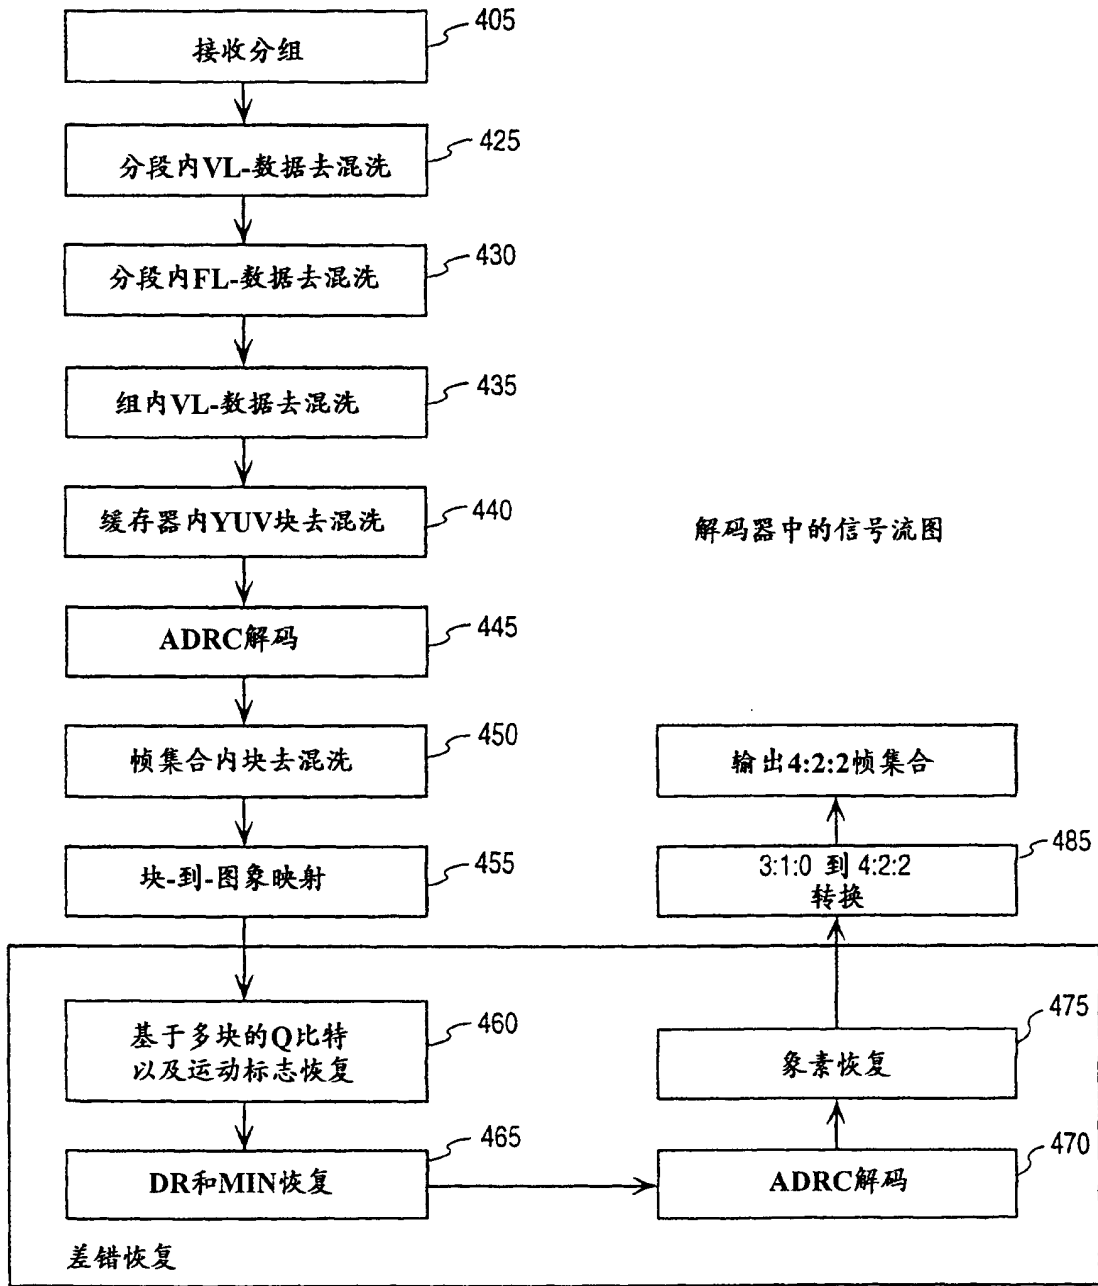 接收分组
405
分段内VL-数据去混洗
425
分段内FL-数据去混洗
430
组内VL-数据去混洗
435
缓存器内YUV块去混洗
440
解码器中的信号流图
ADRC解码
445
帧集合内块去混洗
450
输出4:2:2帧集合
块-到-图象映射
455
3:1:0 到 4:2:2
转换
485
基于多块的Q比特
以及运动标志恢复
460
象素恢复
475
DR和MIN恢复
465
ADRC解码
470
差错恢复